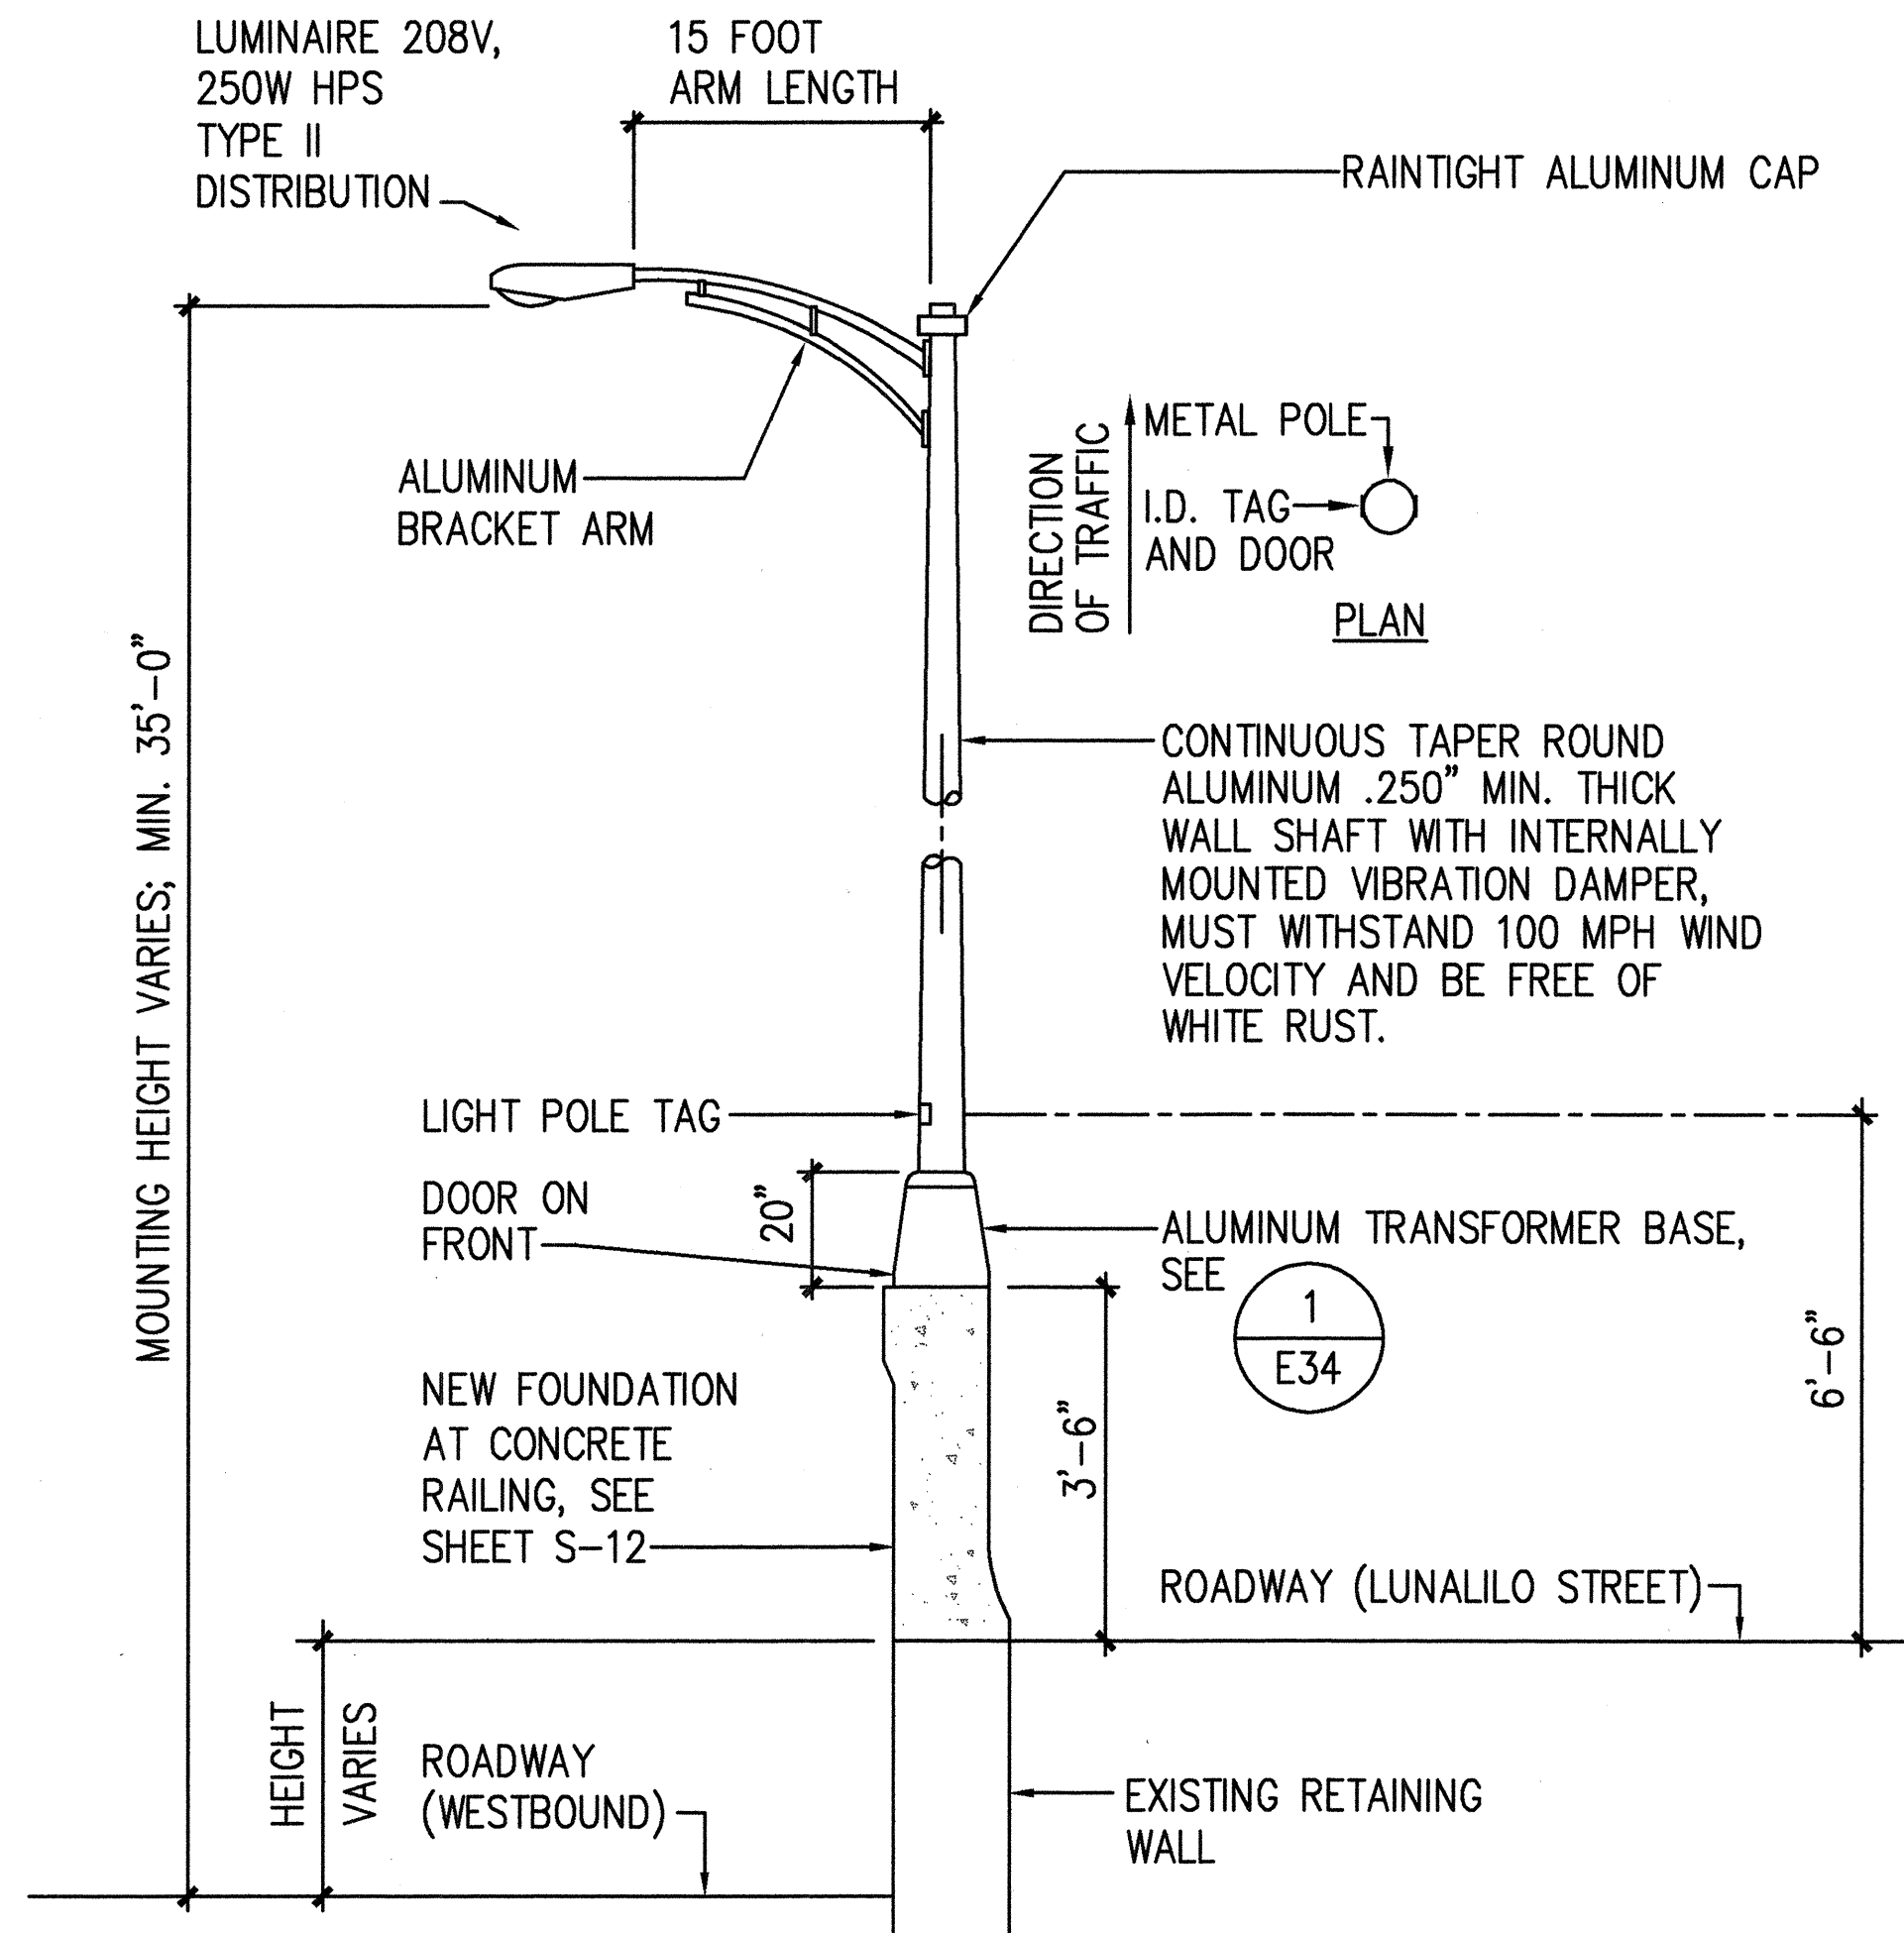 LUMINAIRE 208V,
250W HPS
TYPE II
DISTRIBUTION
15 FOOT
ARM LENGTH
RAINTIGHT ALUMINUM CAP
ALUMINUM
BRACKET ARM
DIRECTION
OF TRAFFIC
METAL POLE
I.D. TAG
AND DOOR
PLAN
MOUNTING HEIGHT VARIES; MIN. 35'-0"
CONTINUOUS TAPER ROUND
ALUMINUM .250" MIN. THICK
WALL SHAFT WITH INTERNALLY
MOUNTED VIBRATION DAMPER,
MUST WITHSTAND 100 MPH WIND
VELOCITY AND BE FREE OF
WHITE RUST.
LIGHT POLE TAG
DOOR ON
FRONT
20"
ALUMINUM TRANSFORMER BASE,
SEE
1
E34
6'-6"
NEW FOUNDATION
AT CONCRETE
RAILING, SEE
SHEET S-12
3'-6"
ROADWAY (LUNALILO STREET)
HEIGHT
VARIES
ROADWAY
(WESTBOUND)
EXISTING RETAINING
WALL